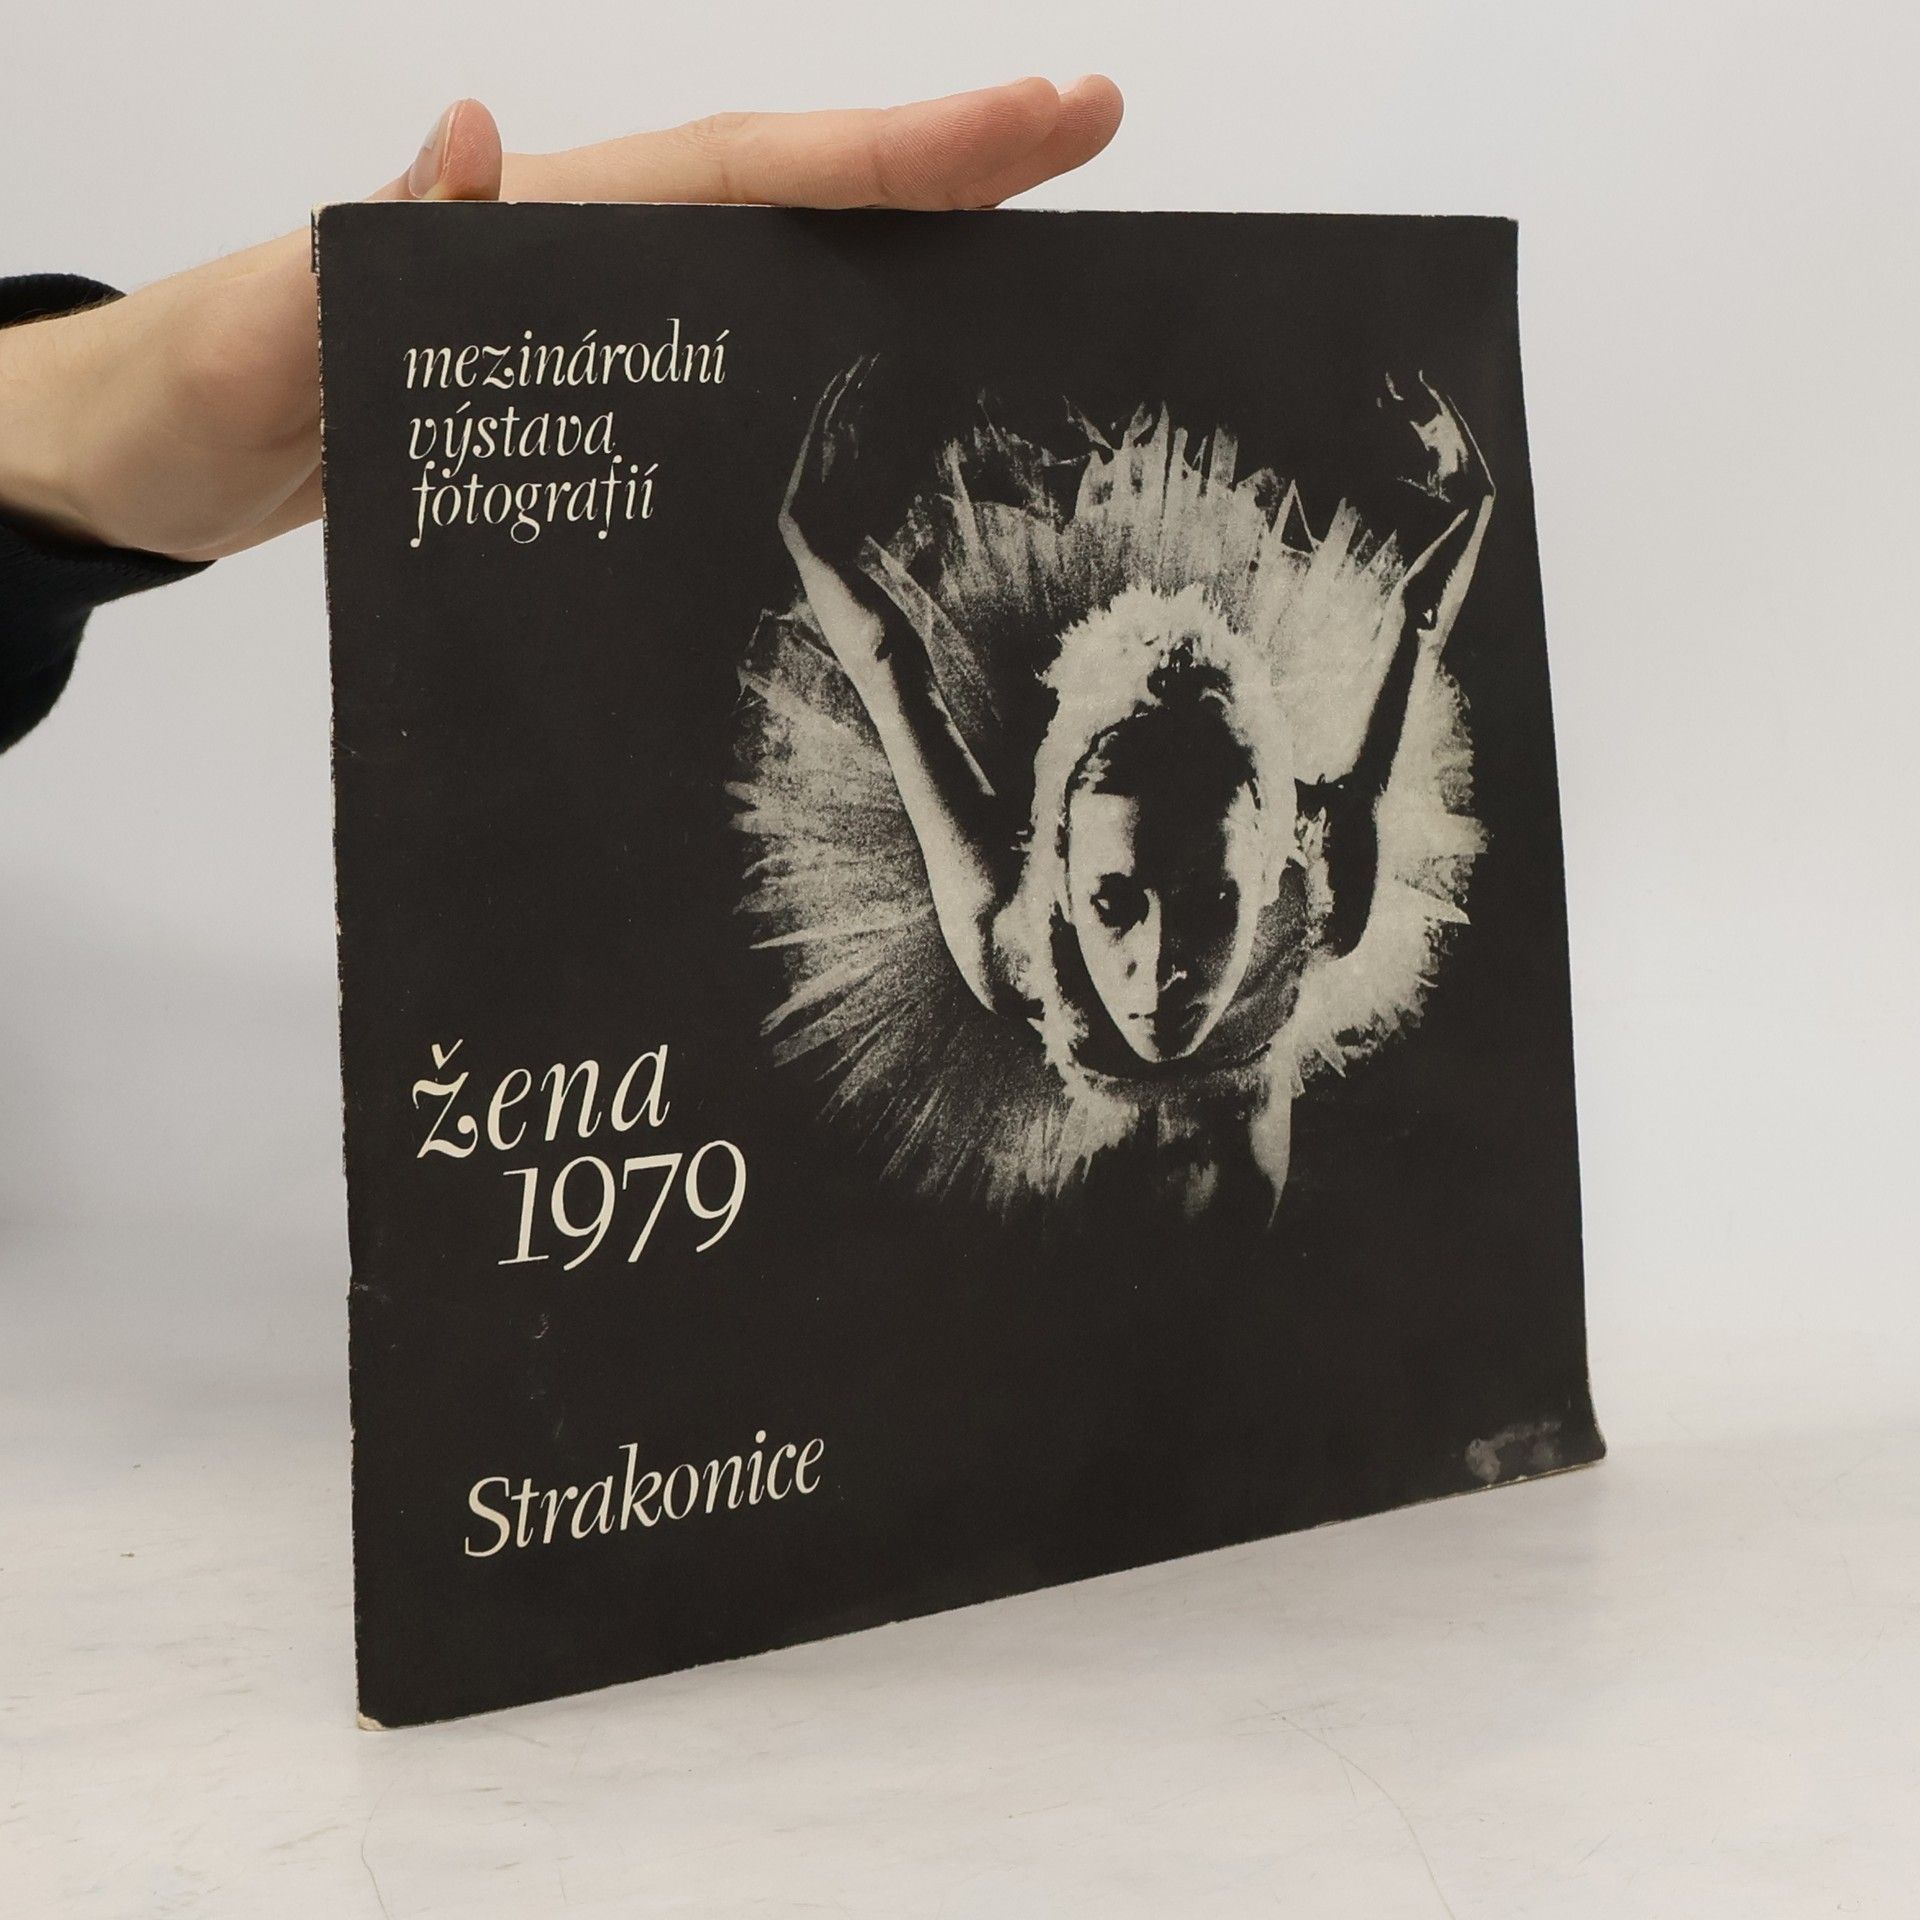 mezinárodní
výstava
fotografií
žena
1979
Strakonice